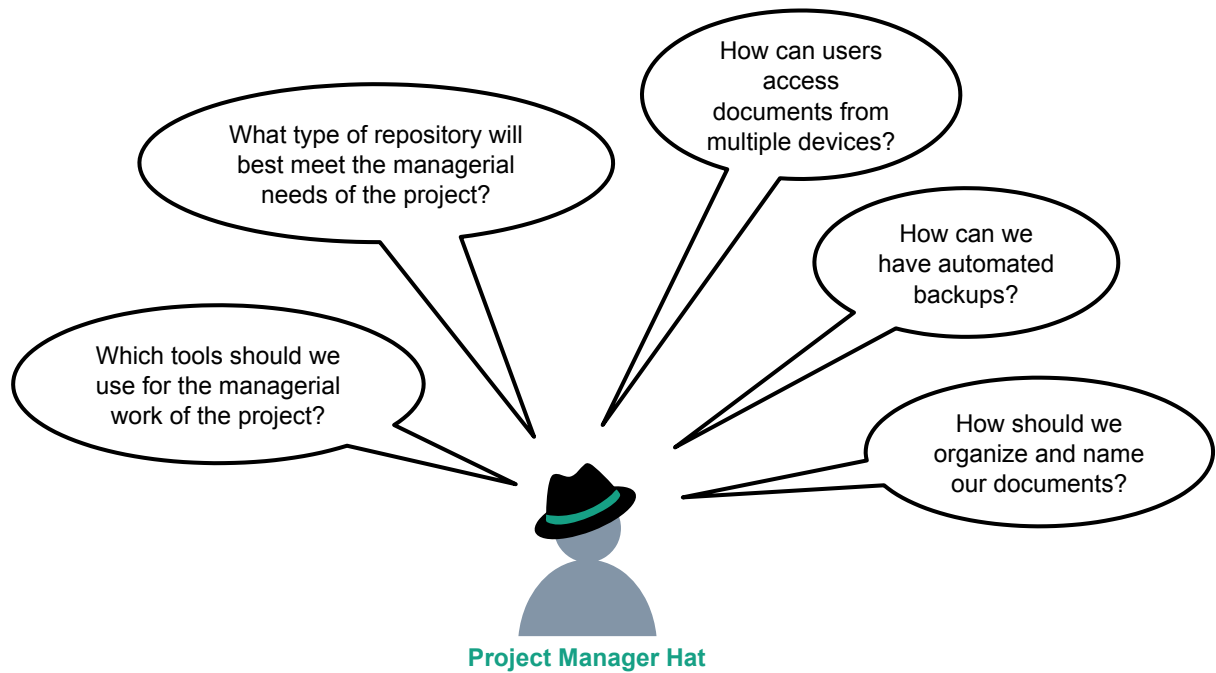 How can users
access
documents from
multiple devices?
What type of repository will
best meet the managerial
needs of the project?
How can we
have automated
backups?
Which tools should we
use for the managerial
work of the project?
How should we
organize and name
our documents?
Project Manager Hat